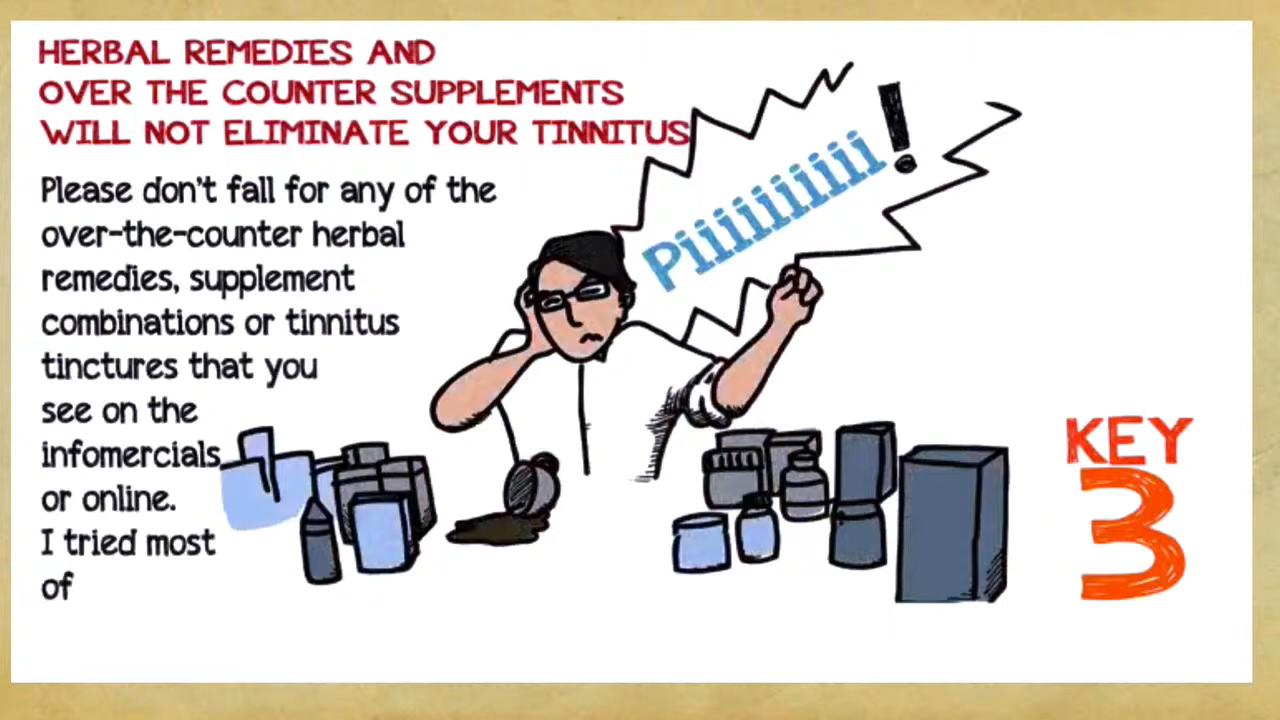 HERBAL REMEDIES AND
OVER THE COUNTER SUPPLEMENTS
WILL NOT ELIMINATE YOUR TINNITUS
Please don't fall for any of the
over-the-counter herbal
remedies, supplement
combinations or tinnitus
tinctures that you
see on the
infomercials
or online.
I tried most
of
Piiiiiiiiii!
KEY
3